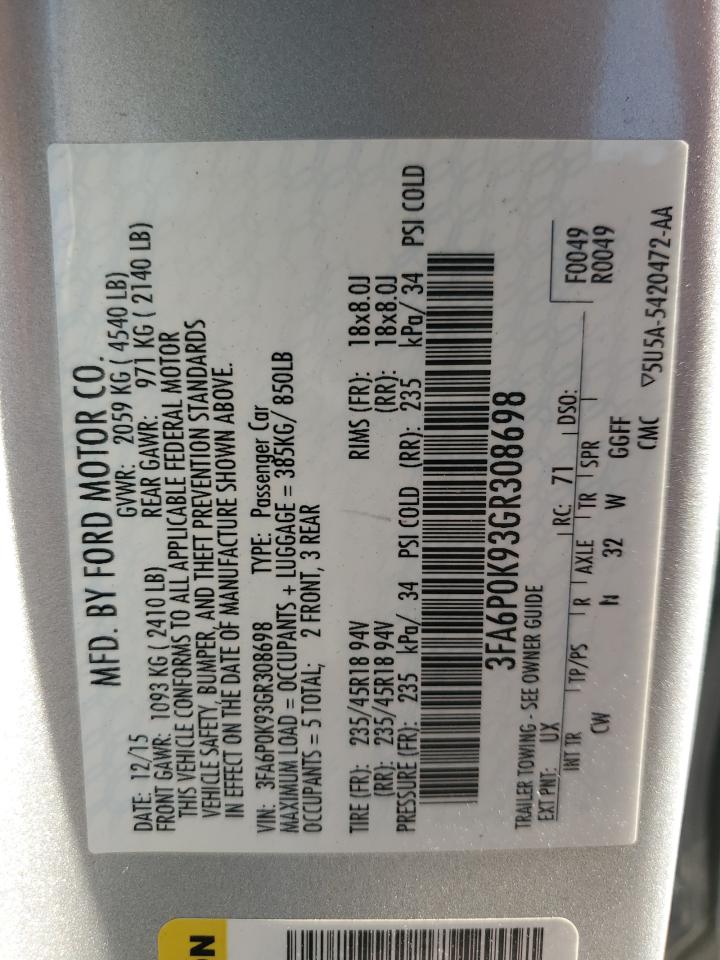 MFD. BY FORD MOTOR CO.
DATE: 12/15 GVWR: 2059 KG ( 4540 LB)
FRONT GAWR: 1093 KG ( 2410 LB) REAR GAWR: 971 KG ( 2140 LB)
THIS VEHICLE CONFORMS TO ALL APPLICABLE FEDERAL MOTOR
VEHICLE SAFETY, BUMPER, AND THEFT PREVENTION STANDARDS
IN EFFECT ON THE DATE OF MANUFACTURE SHOWN ABOVE.
VIN: 3FA6P0K93GR308698 TYPE: Passenger Car
MAXIMUM LOAD = OCCUPANTS + LUGGAGE = 385KG/ 850LB
OCCUPANTS = 5 TOTAL; 2 FRONT, 3 REAR
TIRE (FR): 235/45R18 94V RIMS (FR): 18x8.0J
(RR): 235/45R18 94V (RR): 18x8.0J
PRESSURE (FR): 235 kPa/ 34 PSI COLD (RR): 235 kPa/ 34 PSI COLD
3FA6P0K93GR308698
TRAILER TOWING - SEE OWNER GUIDE
EXT PNT: UX RC: 71 DSO: F0049
R0049
INT TR TP/PS R AXLE TR SPR
CW N 32 W GGFF
CMC ▽5U5A-5420472-AA
ON